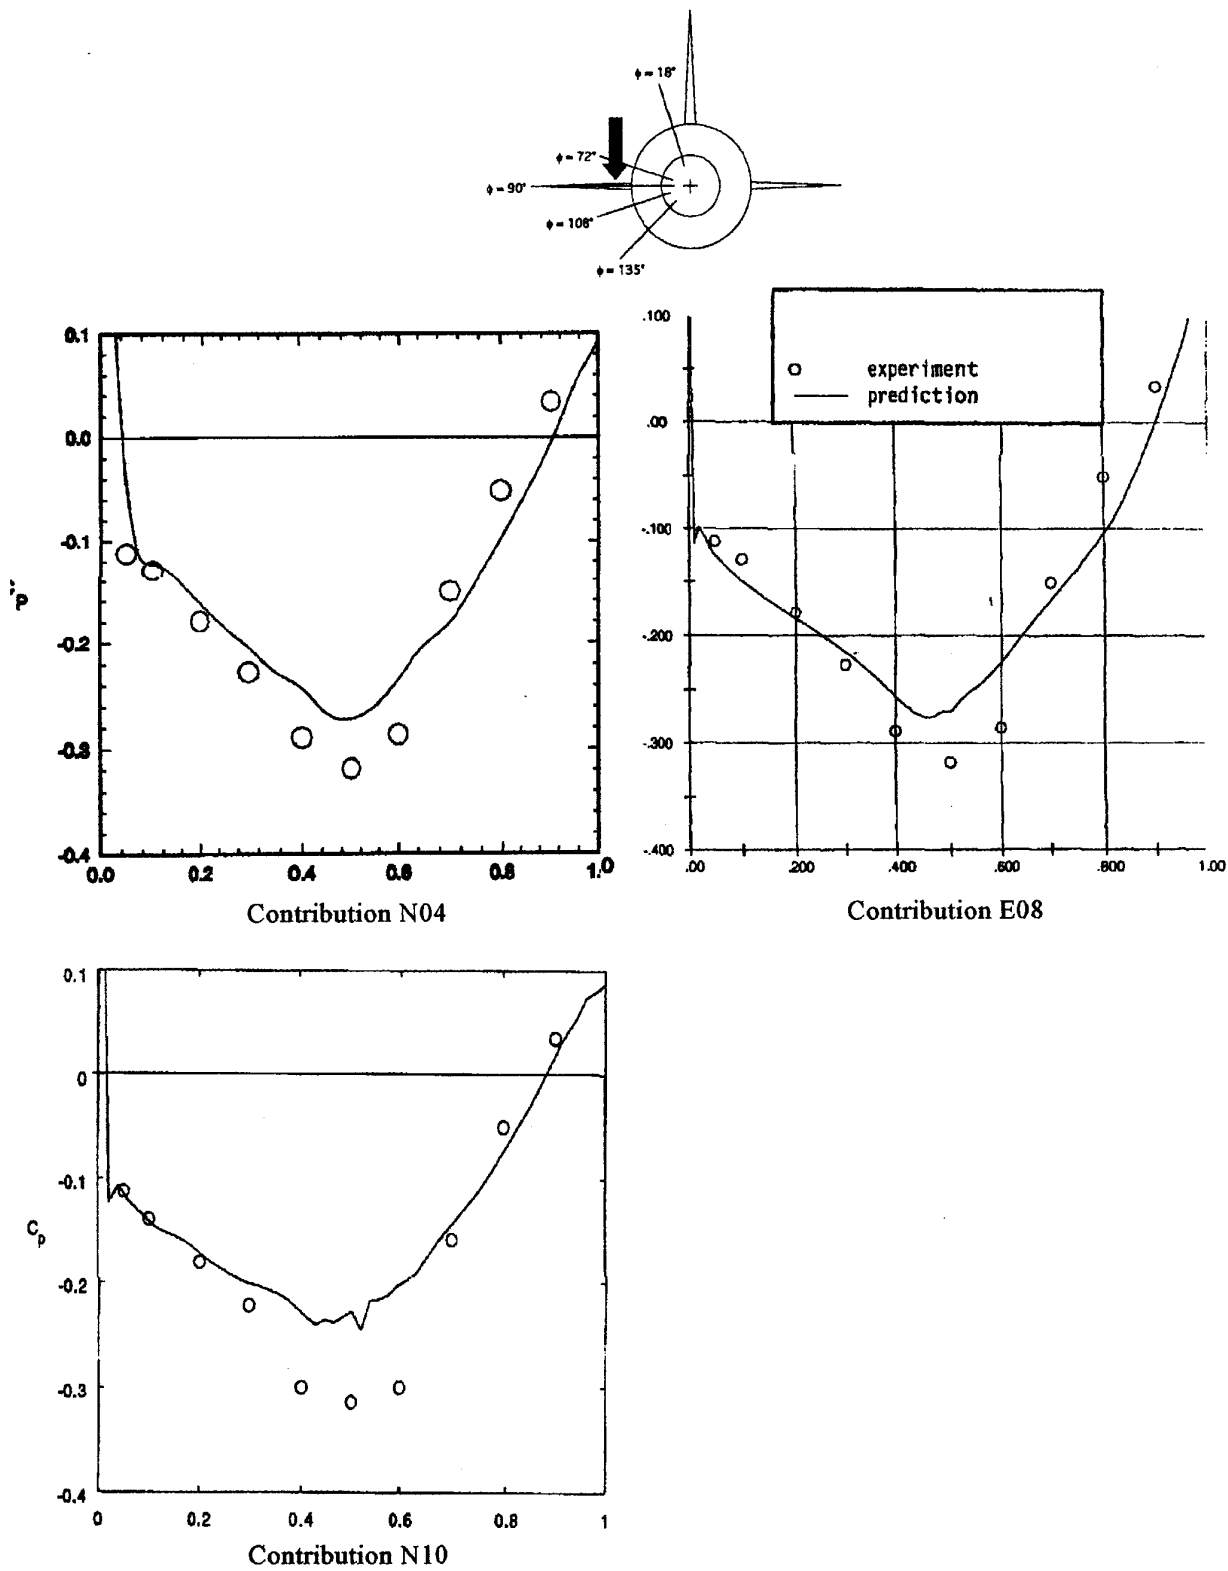 ϕ = 18°
ϕ = 72°
ϕ = 90°
ϕ = 108°
ϕ = 135°
0.1
0.0
-0.1
-0.2
-0.3
-0.4
0.0 0.2 0.4 0.6 0.8 1.0
Contribution N04
experiment
prediction
.100
.00
-.100
-.200
-.300
-.400
.00 .200 .400 .600 .800 1.00
Contribution E08
0.1
0
-0.1
Cp
-0.2
-0.3
-0.4
0 0.2 0.4 0.6 0.8 1
Contribution N10